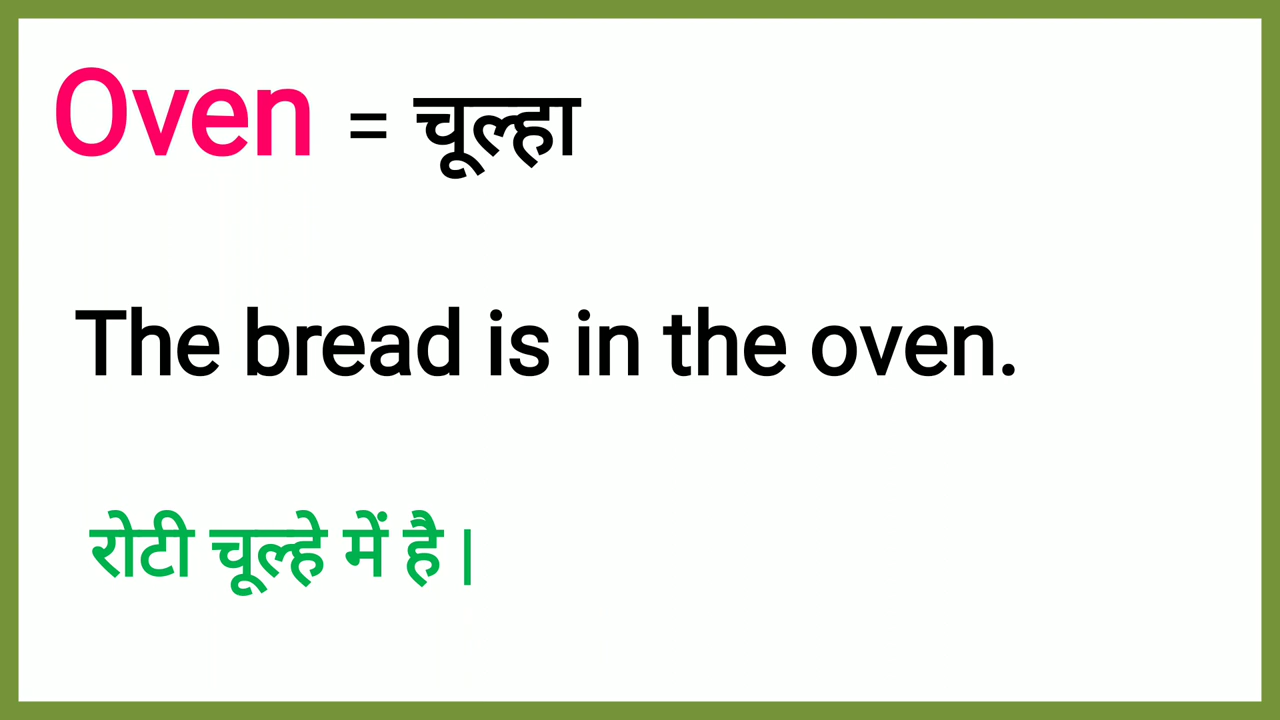 Oven = चूल्हा
The bread is in the oven.
रोटी चूल्हे में है |